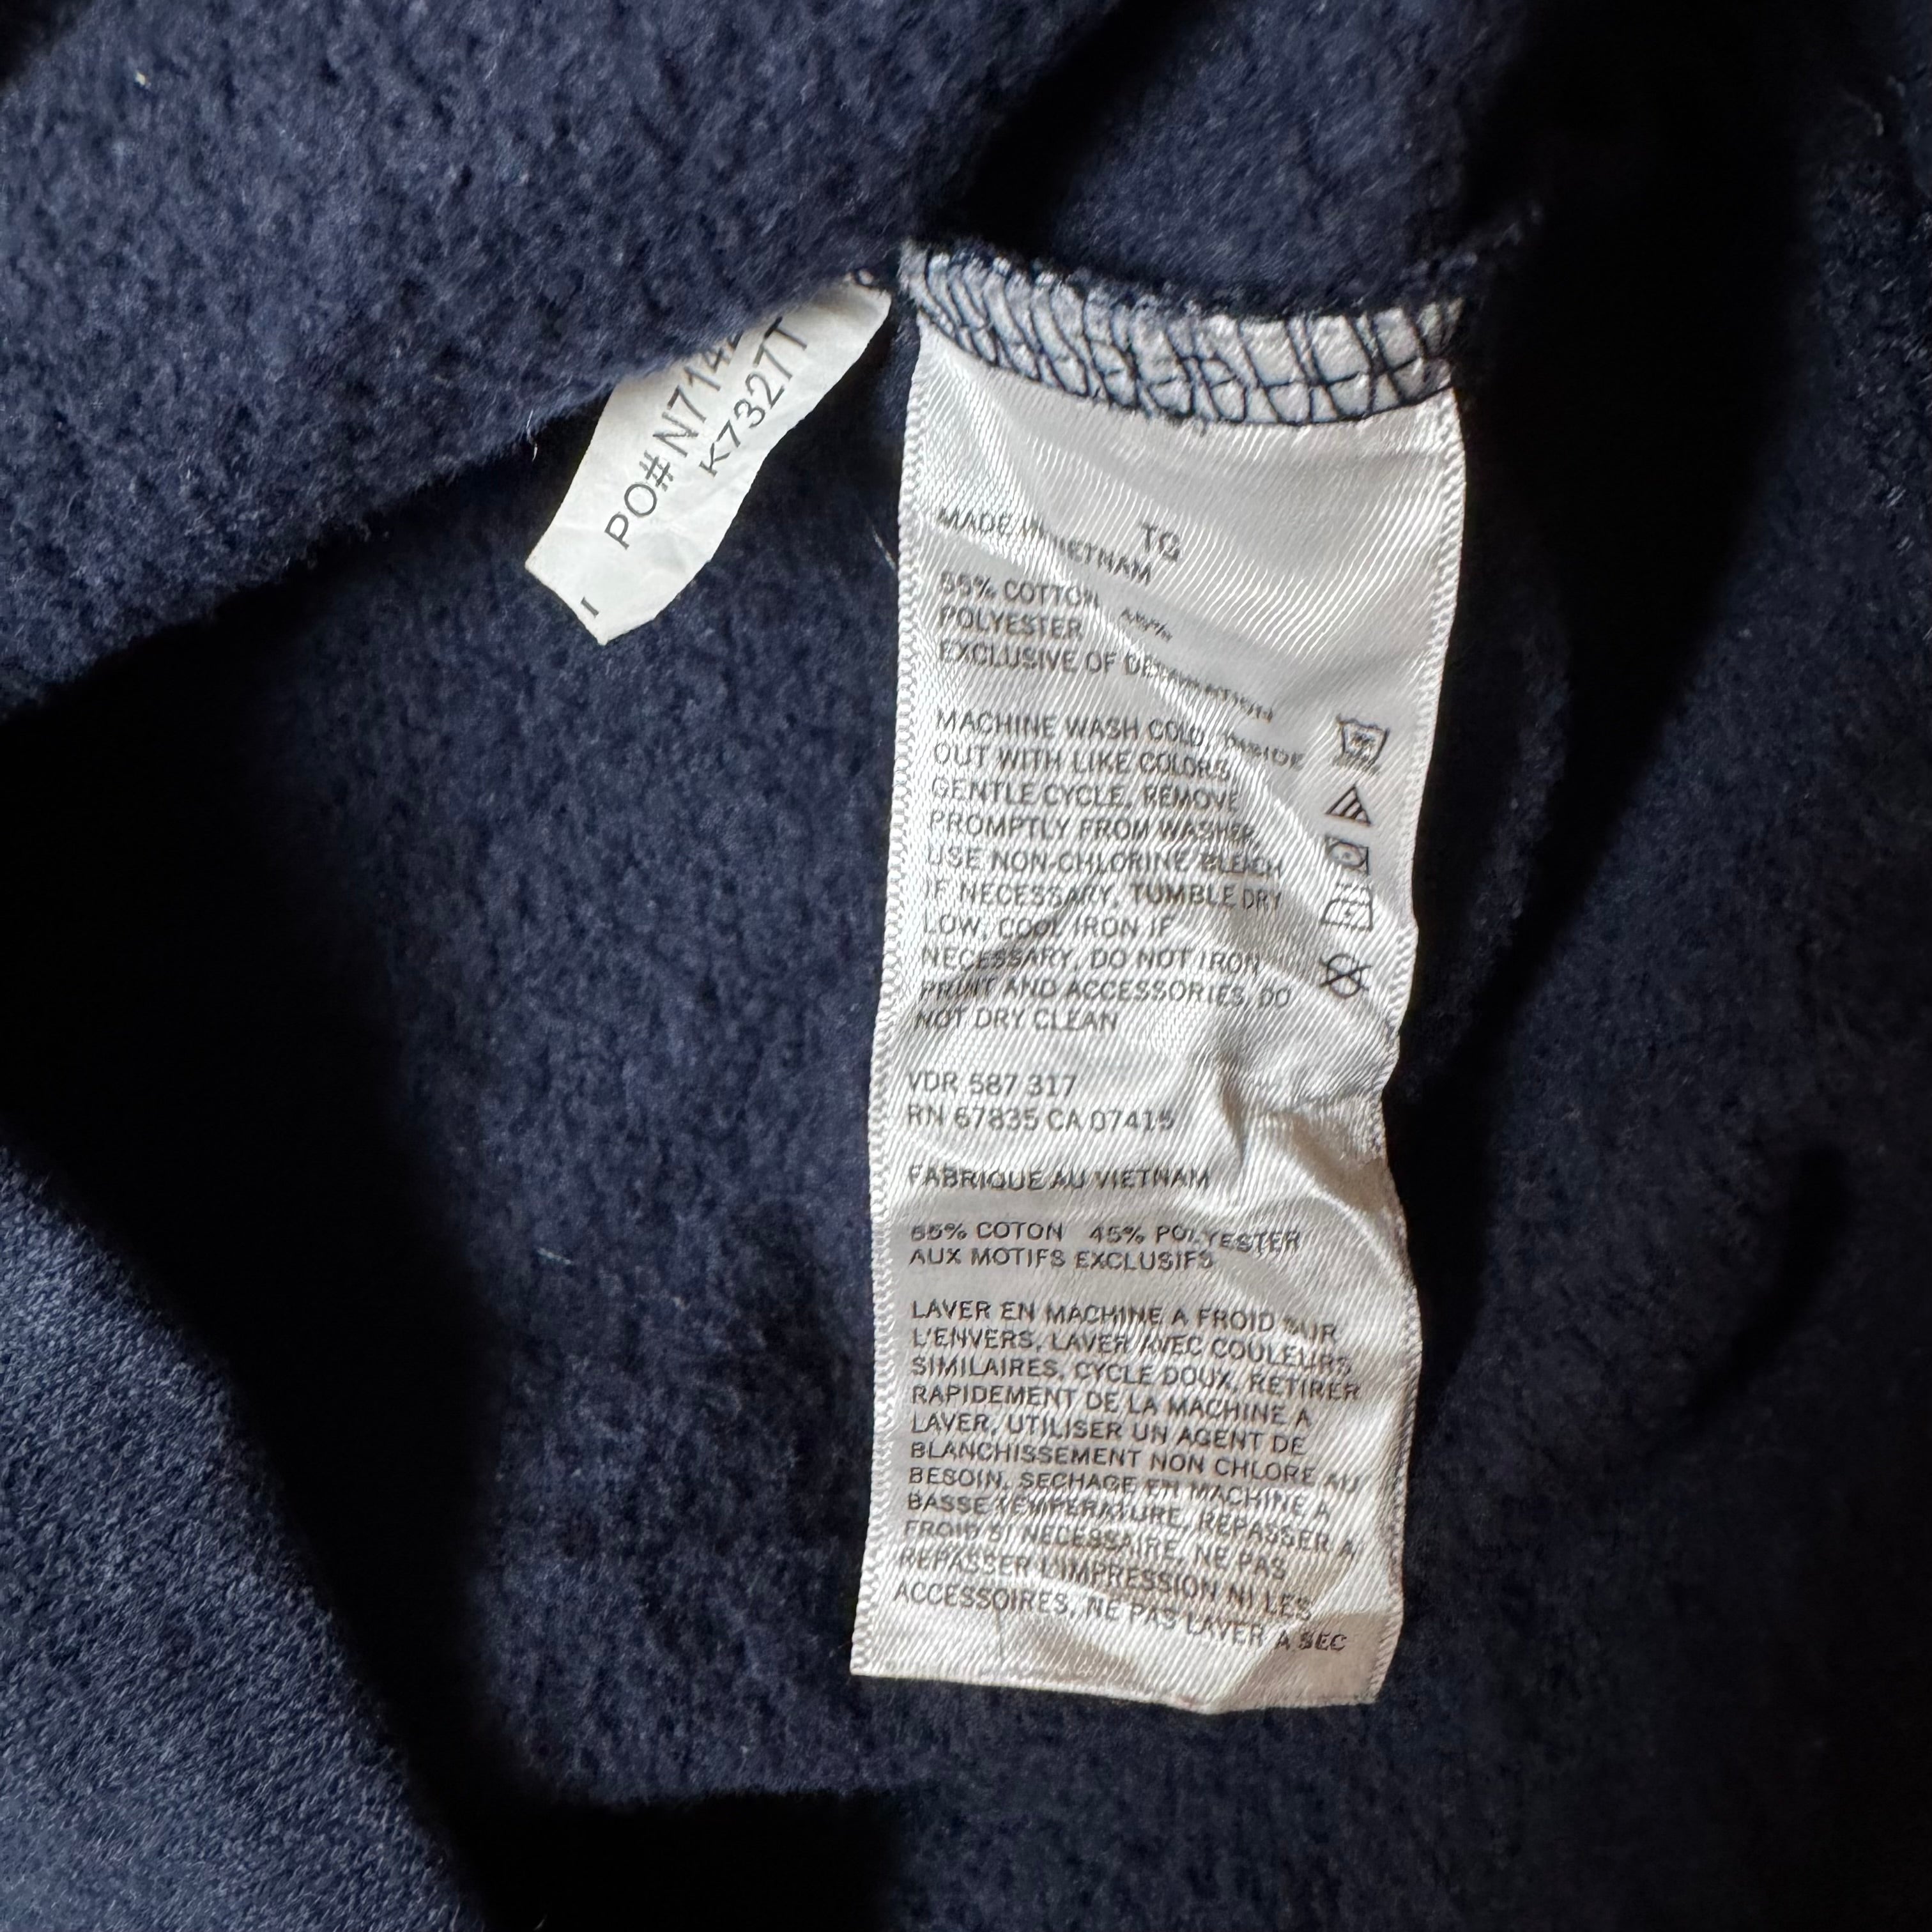 PO# N714
K7327T
I
TG
MADE IN VIETNAM
55% COTTON 45%
POLYESTER
EXCLUSIVE OF DECORATION
MACHINE WASH COLD, INSIDE
OUT WITH LIKE COLORS,
GENTLE CYCLE, REMOVE
PROMPTLY FROM WASHER,
USE NON-CHLORINE BLEACH
IF NECESSARY, TUMBLE DRY
LOW, COOL IRON IF
NECESSARY, DO NOT IRON
PRINT AND ACCESSORIES, DO
NOT DRY CLEAN
VDR 587 317
RN 67835 CA 07415
FABRIQUE AU VIETNAM
55% COTON 45% POLYESTER
AUX MOTIFS EXCLUSIFS
LAVER EN MACHINE A FROID SUR
L'ENVERS, LAVER AVEC COULEURS
SIMILAIRES, CYCLE DOUX, RETIRER
RAPIDEMENT DE LA MACHINE A
LAVER, UTILISER UN AGENT DE
BLANCHISSEMENT NON CHLORE AU
BESOIN, SECHAGE EN MACHINE A
BASSE TEMPERATURE, REPASSER A
FROID SI NECESSAIRE, NE PAS
REPASSER L'IMPRESSION NI LES
ACCESSOIRES, NE PAS LAVER A SEC